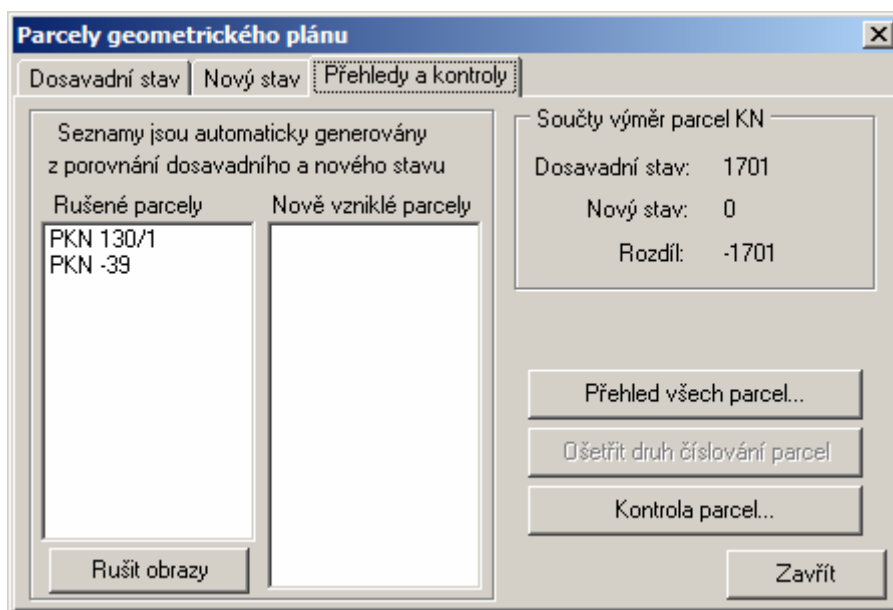 Parcely geometrického plánu
Dosavadní stav
Nový stav
Přehledy a kontroly
Seznamy jsou automaticky generovány
z porovnání dosavadního a nového stavu
Rušené parcely
PKN 130/1
PKN -39
Rušit obrazy
Nově vzniklé parcely
Součty výměr parcel KN
Dosavadní stav: 1701
Nový stav: 0
Rozdíl: -1701
Přehled všech parcel...
Ošetřit druh číslování parcel
Kontrola parcel...
Zavřít